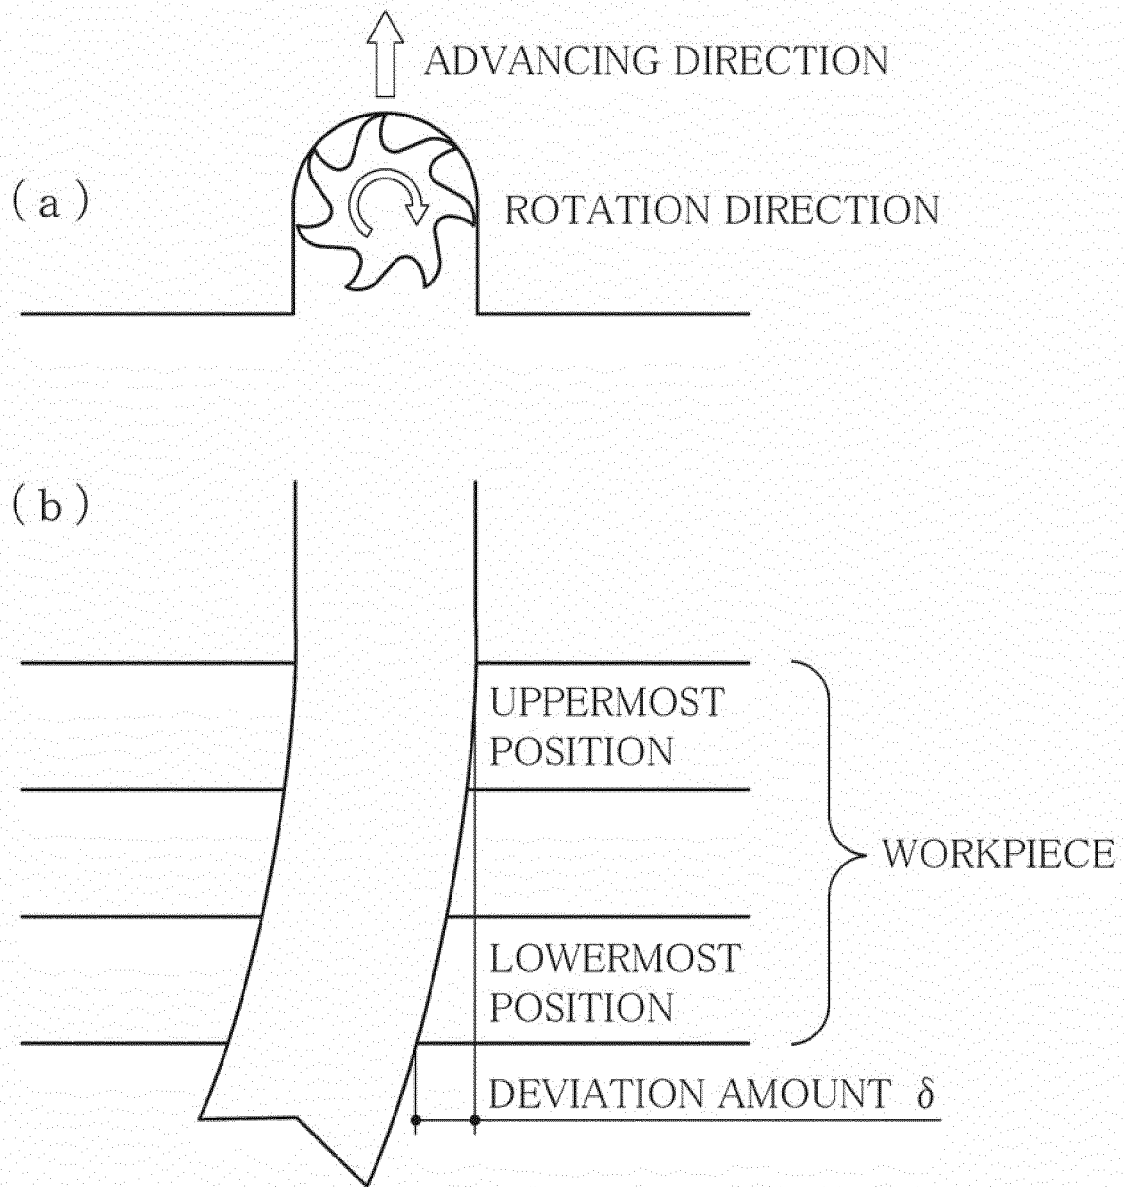 ADVANCING DIRECTION
( a )
ROTATION DIRECTION
( b )
UPPERMOST
POSITION
WORKPIECE
LOWERMOST
POSITION
DEVIATION AMOUNT δ